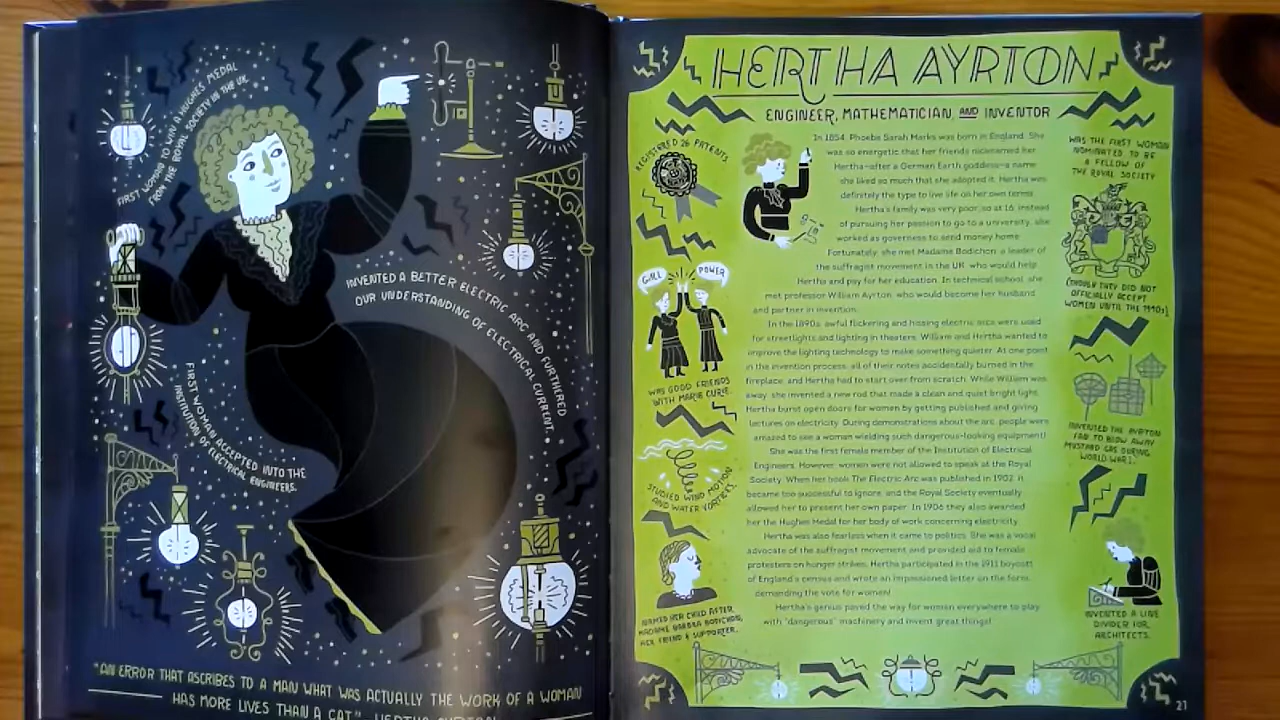 FIRST WOMAN TO WIN A HUGHES MEDAL
FROM THE ROYAL SOCIETY IN THE UK
INVENTED A BETTER ELECTRIC ARC AND FURTHERED
OUR UNDERSTANDING OF ELECTRICAL CURRENT.
FIRST WOMAN ACCEPTED INTO THE
INSTITUTION OF ELECTRICAL ENGINEERS.
"AN ERROR THAT ASCRIBES TO A MAN WHAT WAS ACTUALLY THE WORK OF A WOMAN
HAS MORE LIVES THAN A CAT." - HERTHA AYRTON
HERTHA AYRTON
ENGINEER, MATHEMATICIAN, AND INVENTOR
REGISTERED 26 PATENTS
GIRL
POWER
WAS GOOD FRIENDS
WITH MARIE CURIE.
STUDIED WIND MOTION
AND WATER VORTICES.
NAMED HER CHILD AFTER
MADAME BARBRA BODICHON,
HER FRIEND & SUPPORTER.
In 1854, Phoebe Sarah Marks was born in England. She
was so energetic that her friends nicknamed her
Hertha—after a German Earth goddess—a name
she liked so much that she adopted it. Hertha was
definitely the type to live life on her own terms.
Hertha's family was very poor, so at 16, instead
of pursuing her passion to go to a university, she
worked as governess to send money home.
Fortunately, she met Madame Bodichon, a leader of
the suffragist movement in the UK, who would help
Hertha and pay for her education. In technical school, she
met professor William Ayrton, who would become her husband
and partner in invention.
In the 1890s, awful flickering and hissing electric arcs were used
for streetlights and lighting in theaters. William and Hertha wanted to
improve the lighting technology to make something quieter. At one point
in the invention process, all of their notes accidentally burned in the
fireplace, and Hertha had to start over from scratch. While William was
away, she invented a new rod that made a clean and quiet bright light.
Hertha burst open doors for women by getting published and giving
lectures on electricity. During demonstrations about the arc, people were
amazed to see a woman wielding such dangerous-looking equipment!
She was the first female member of the Institution of Electrical
Engineers. However, women were not allowed to speak at the Royal
Society. When her book The Electric Arc was published in 1902, it
became too successful to ignore, and the Royal Society eventually
allowed her to present her own paper. In 1906 they also awarded
her the Hughes Medal for her body of work concerning electricity.
Hertha was also fearless when it came to politics. She was a vocal
advocate of the suffragist movement and provided aid to female
protesters on hunger strikes. Hertha participated in the 1911 boycott
of England's census and wrote an impassioned letter on the form,
demanding the vote for women!
Hertha's genius paved the way for women everywhere to play
with "dangerous" machinery and invent great things!
WAS THE FIRST WOMAN
NOMINATED TO BE
A FELLOW OF
THE ROYAL SOCIETY
(THOUGH THEY DID NOT
OFFICIALLY ACCEPT
WOMEN UNTIL THE 1940s)
INVENTED THE AYRTON
FAN TO BLOW AWAY
MUSTARD GAS DURING
WORLD WAR I.
INVENTED A LINE
DIVIDER FOR
ARCHITECTS.
21